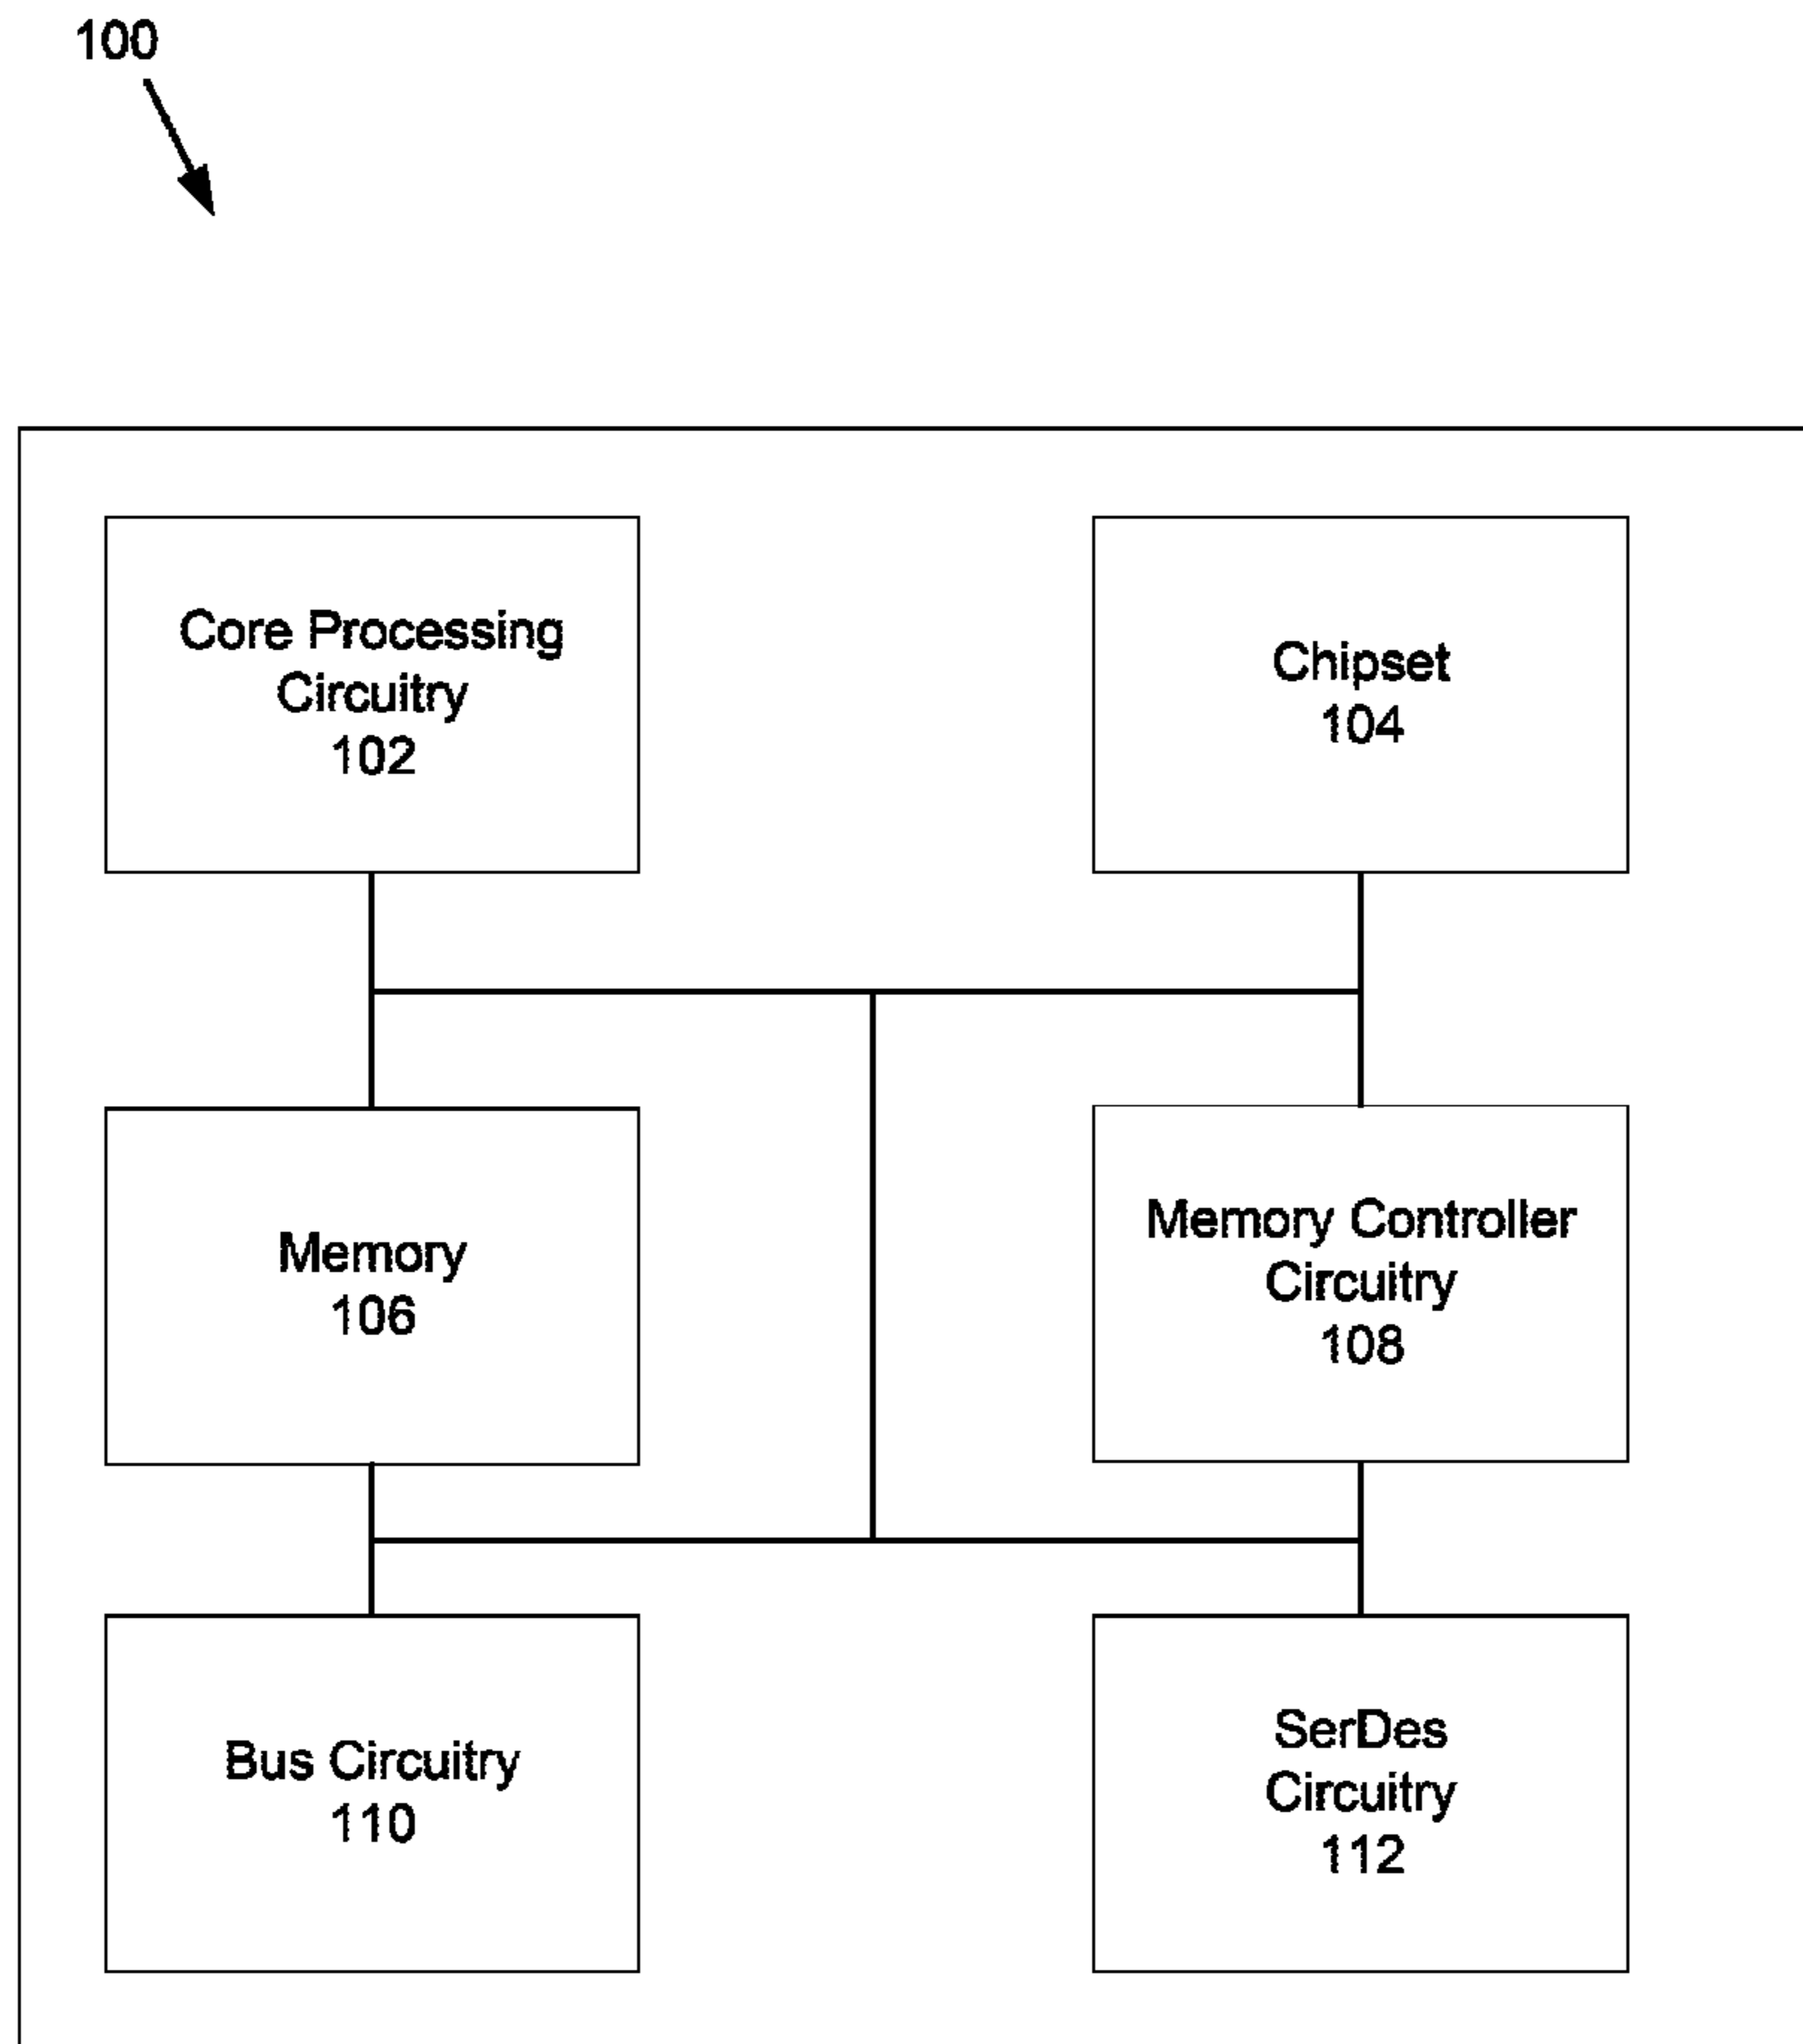 100
Core Processing
Circuitry
102
Chipset
104
Memory
106
Memory Controller
Circuitry
108
Bus Circuitry
110
SerDes
Circuitry
112